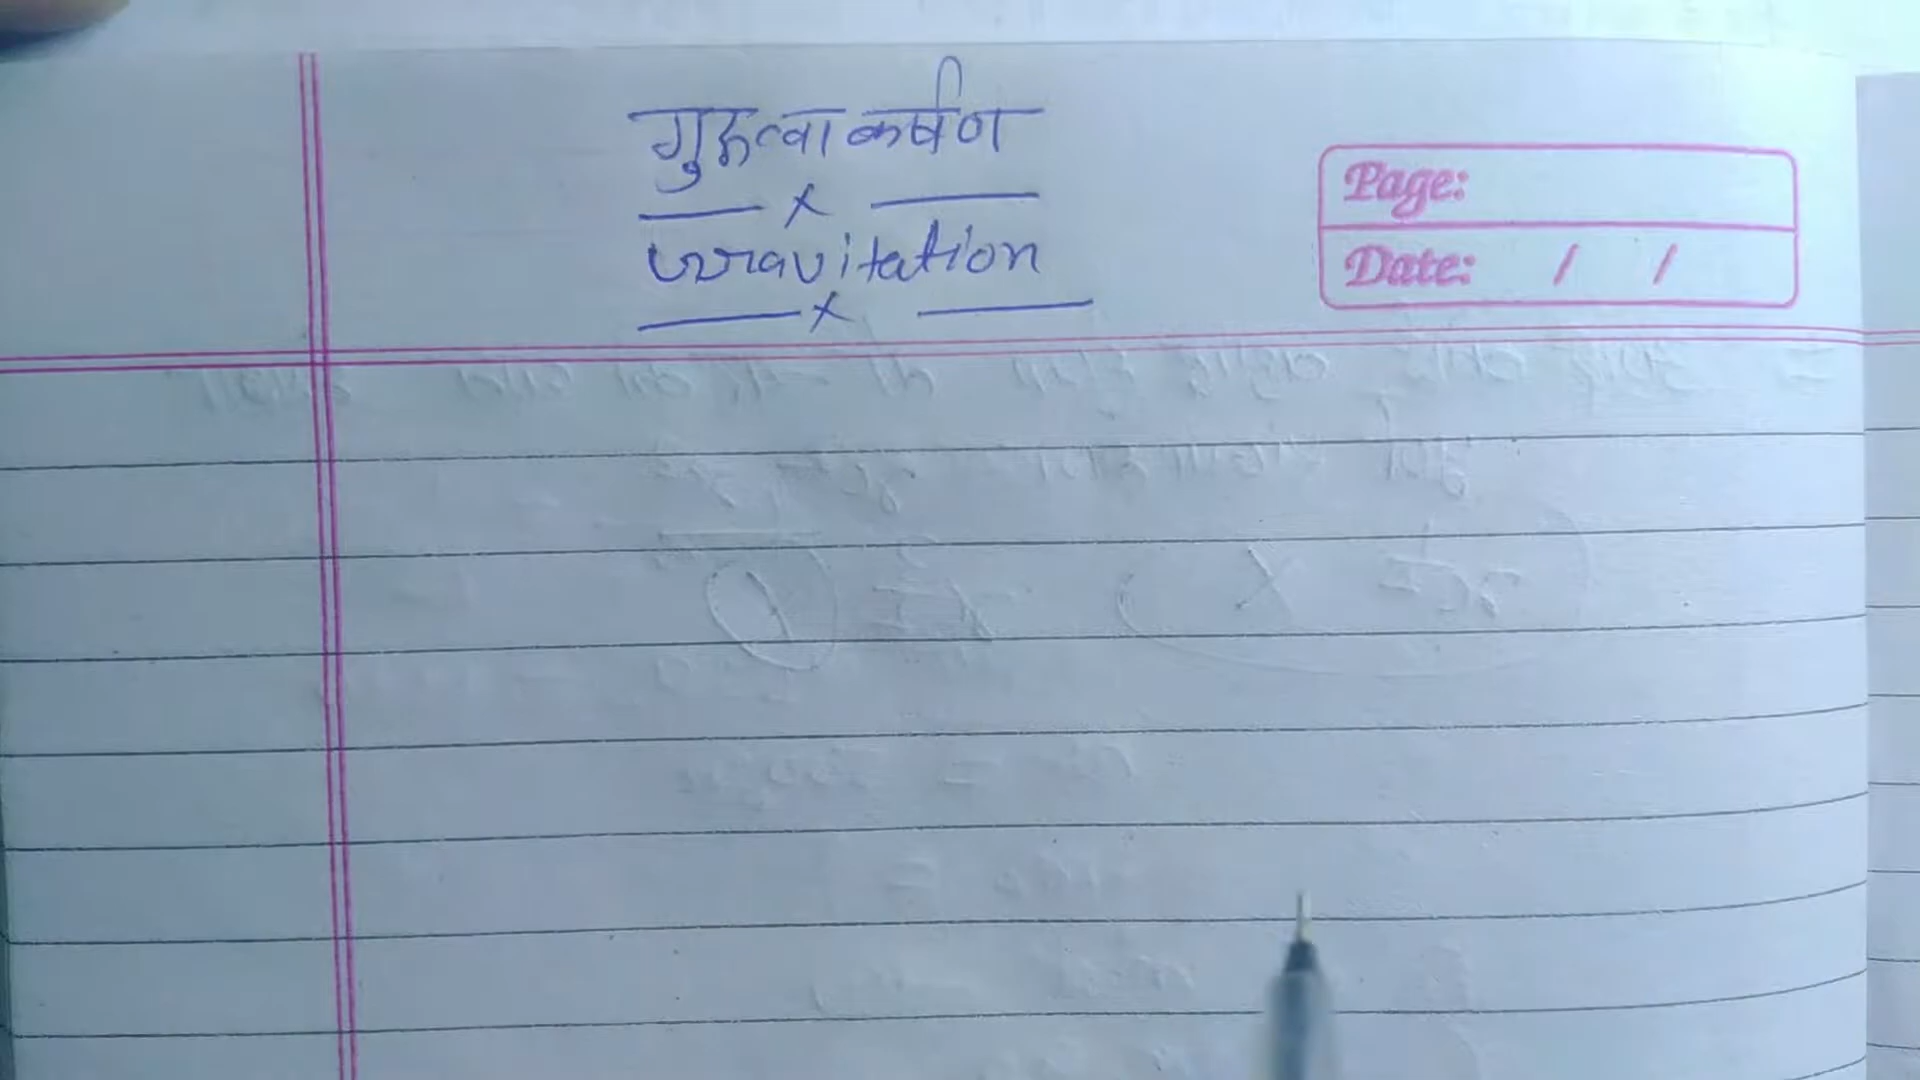 गुरुत्वाकर्षण
—— x ——
Gravitation
—— x ——
Page:
Date: / /